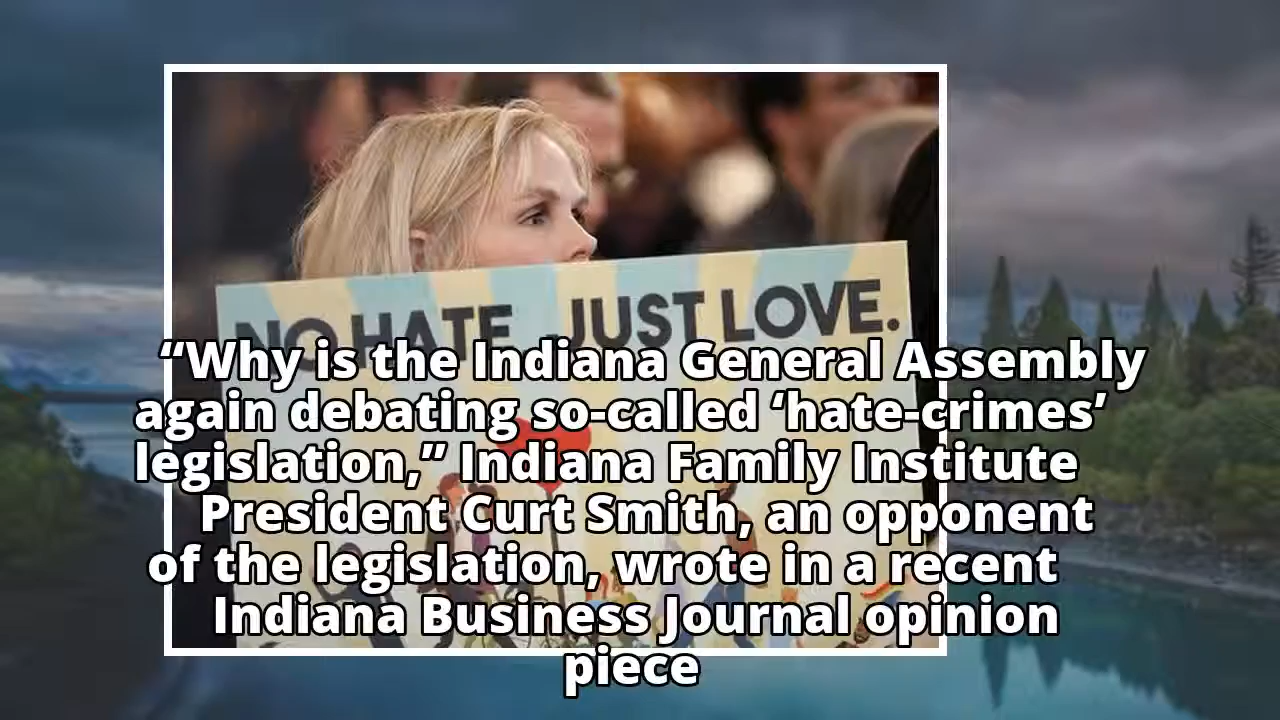 NO HATE JUST LOVE.
“Why is the Indiana General Assembly
again debating so-called ‘hate-crimes’
legislation,” Indiana Family Institute
President Curt Smith, an opponent
of the legislation, wrote in a recent
Indiana Business Journal opinion
piece